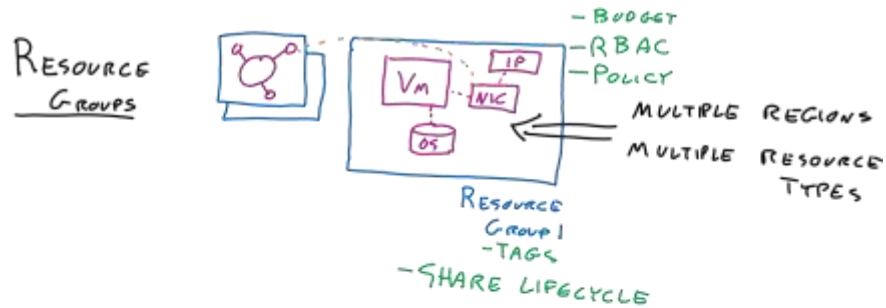 RESOURCE
GROUPS
VM
OS
NIC
IP
- BUDGET
- RBAC
- POLICY
MULTIPLE REGIONS
MULTIPLE RESOURCE
TYPES
RESOURCE
GROUP 1
- TAGS
- SHARE LIFECYCLE